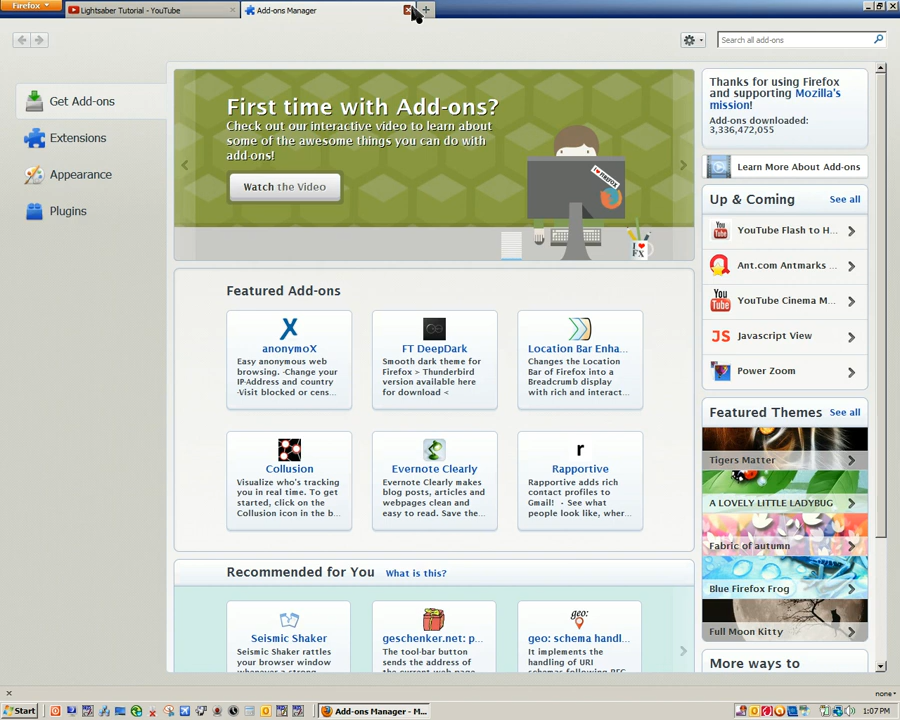 Firefox
Lightsaber Tutorial - YouTube
Add-ons Manager
Search all add-ons
Get Add-ons
Extensions
Appearance
Plugins
First time with Add-ons?
Check out our interactive video to learn about
some of the awesome things you can do with
add-ons!
Watch the Video
I ♥ FIREFOX
I ♥
FX
Thanks for using Firefox
and supporting Mozilla's
mission!
Add-ons downloaded:
3,336,472,055
Learn More About Add-ons
Up & Coming
See all
You
Tube
YouTube Flash to H...
Ant.com Antmarks ...
You
Tube
YouTube Cinema M...
JS
Javascript View
Power Zoom
Featured Add-ons
X
anonymoX
Easy anonymous web
browsing. -Change your
IP-Address and country
-Visit blocked or cens...
FT DeepDark
Smooth dark theme for
Firefox > Thunderbird
version available here
for download <
Location Bar Enha...
Changes the Location
Bar of Firefox into a
Breadcrumb display
with rich and interact...
Collusion
Visualize who's tracking
you in real time. To get
started, click on the
Collusion icon in the b...
Evernote Clearly
Evernote Clearly makes
blog posts, articles and
webpages clean and
easy to read. Save the...
r
Rapportive
Rapportive adds rich
contact profiles to
Gmail! - See what
people look like, wher...
Featured Themes
See all
Tigers Matter
A LOVELY LITTLE LADYBUG
Fabric of autumn
Blue Firefox Frog
Full Moon Kitty
More ways to
Recommended for You
What is this?
Seismic Shaker
Seismic Shaker rattles
your browser window
geschenker.net: p...
The tool-bar button
sends the address of
geo:
geo: schema handl...
It implements the
handling of URI
none
Start
Add-ons Manager - M...
1:07 PM